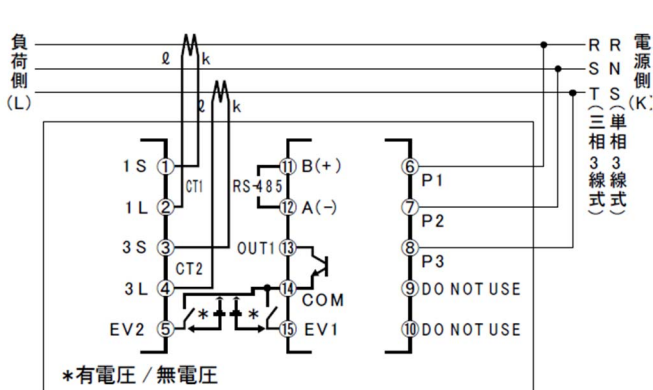 負荷側(L)
電源側(K)
R R
S N
T S
(三相3線式)
(単相3線式)
ℓ k
ℓ k
1S ①
1L ②
3S ③
3L ④
EV2 ⑤
CT1
CT2
RS-485
⑪ B(+)
⑫ A(-)
OUT1 ⑬
⑭ COM
⑮ EV1
* *
⑥ P1
⑦ P2
⑧ P3
⑨ DO NOT USE
⑩ DO NOT USE
*有電圧/無電圧